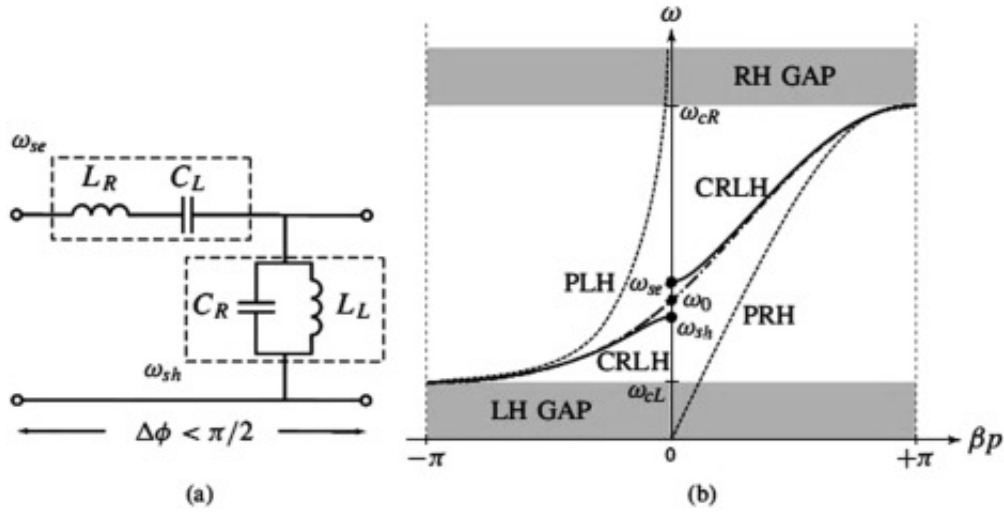 ω_se
L_R
C_L
C_R
L_L
ω_sh
Δϕ < π/2
(a)
ω
RH GAP
ω_cR
CRLH
PLH
ω_se
ω_0
ω_sh
PRH
CRLH
ω_cL
LH GAP
βp
−π
0
+π
(b)